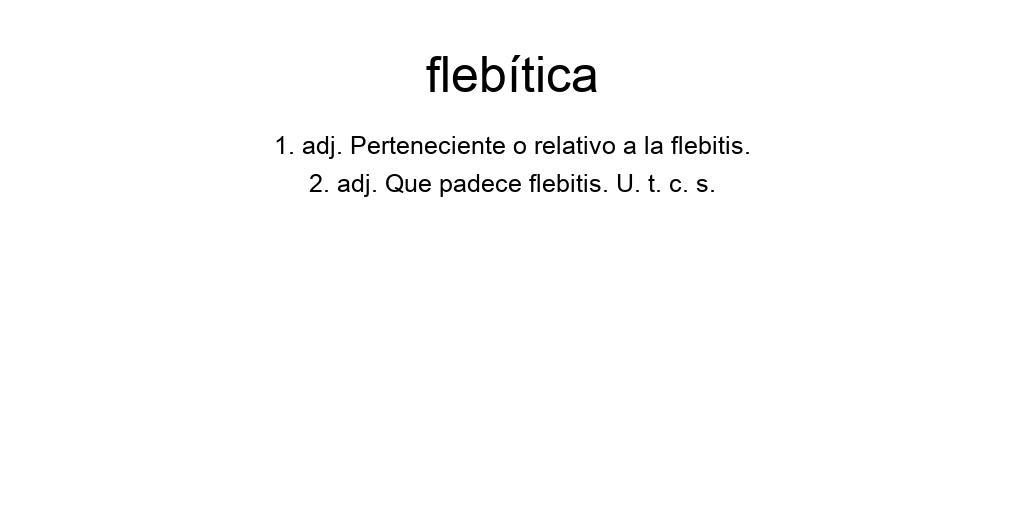 flebítica
1. adj. Perteneciente o relativo a la flebitis.
2. adj. Que padece flebitis. U. t. c. s.